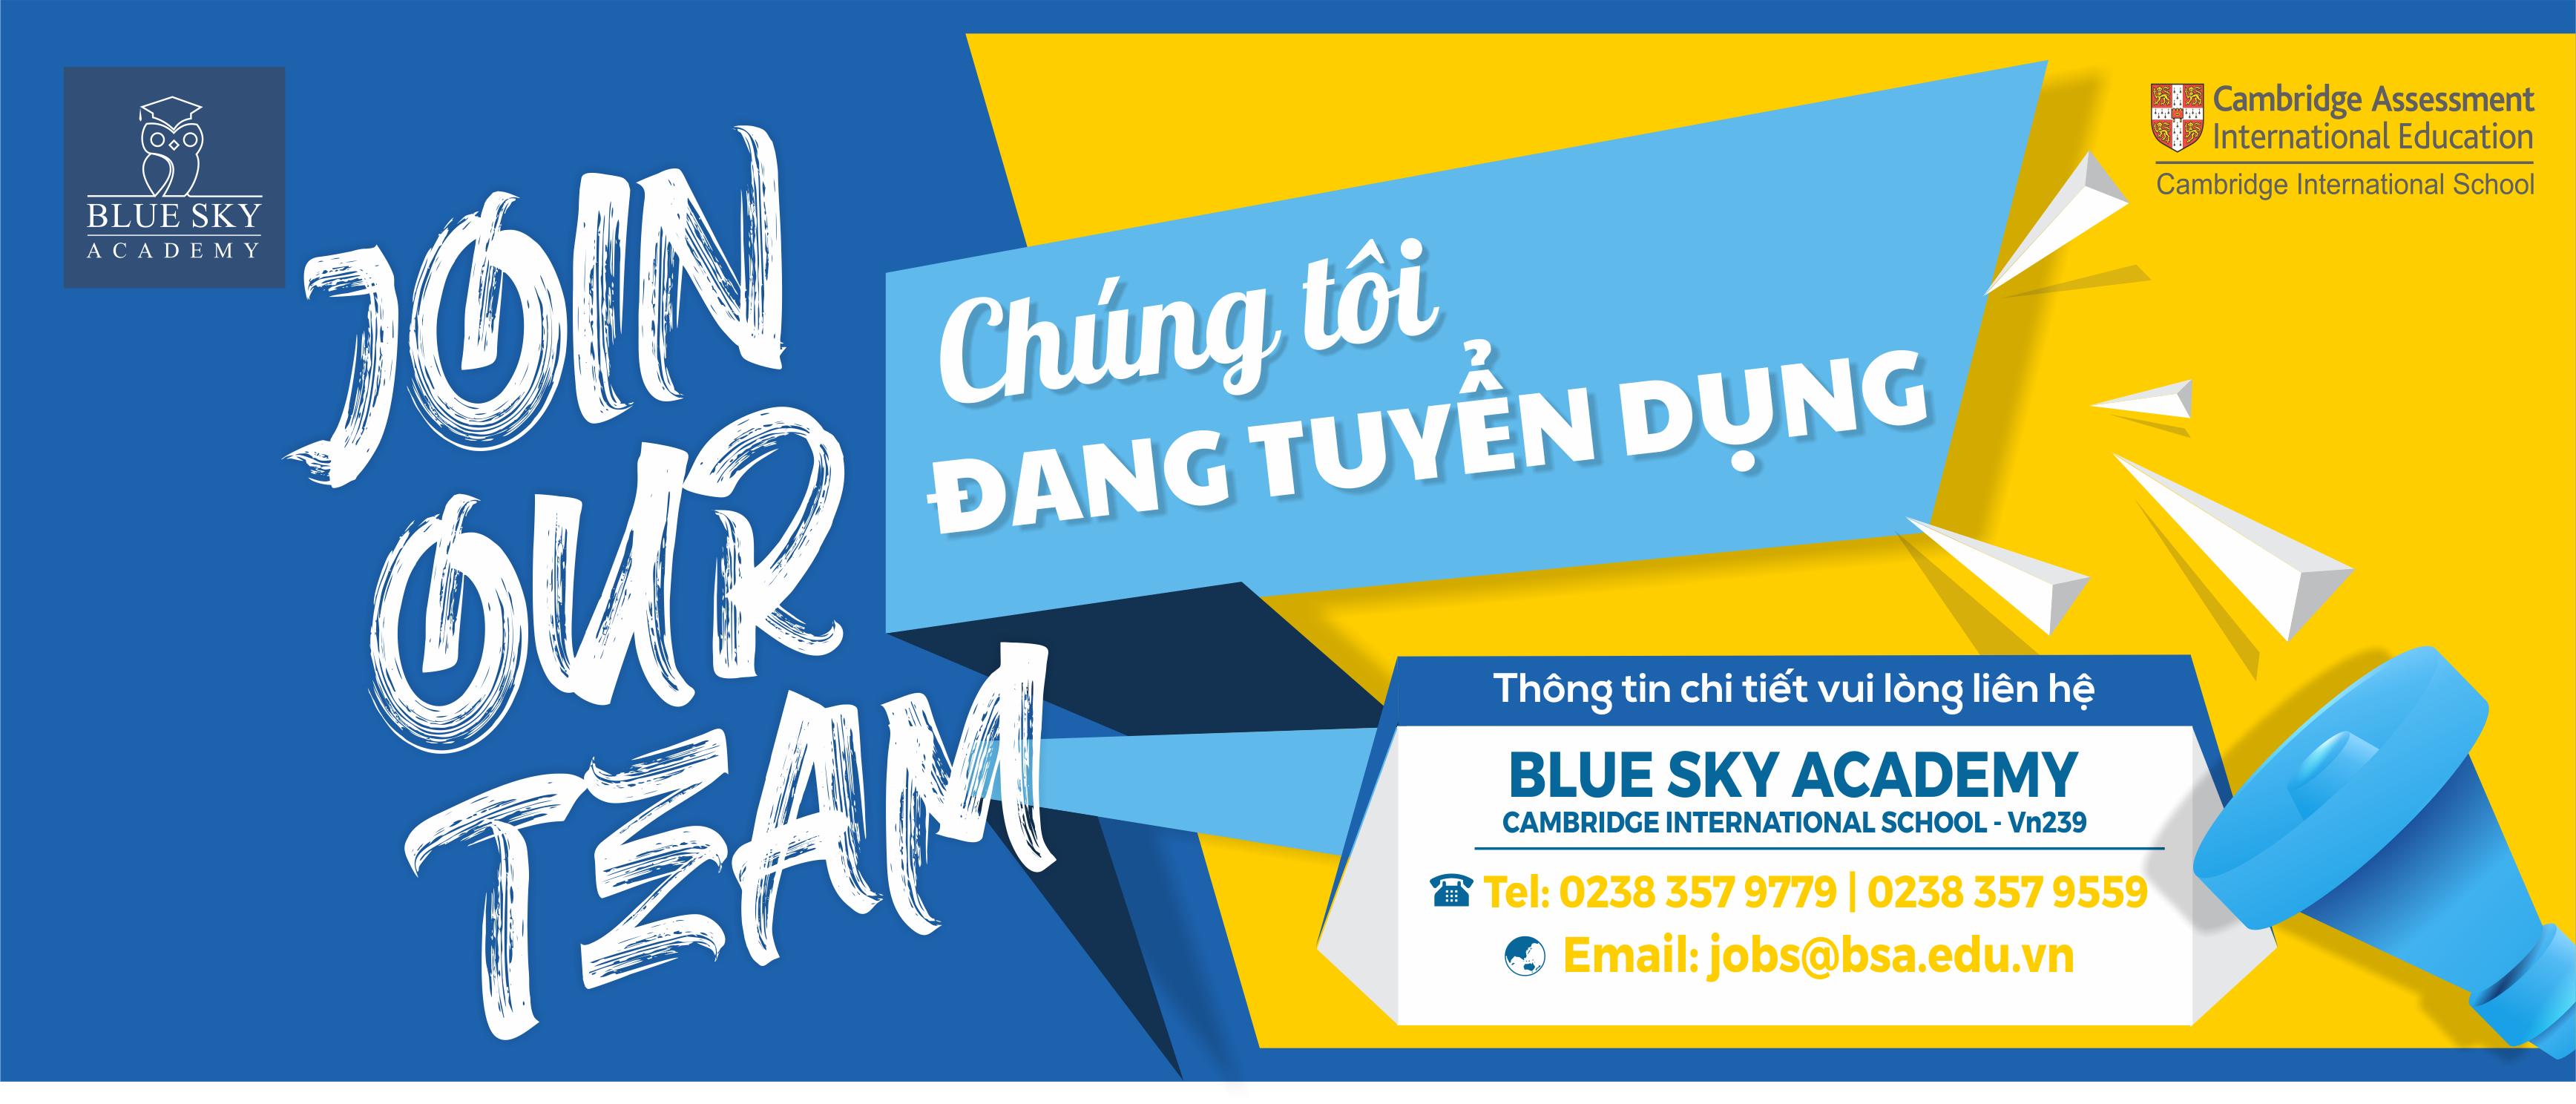 BLUE SKY
ACADEMY
JOIN
OUR
TEAM
Chúng tôi
ĐANG TUYỂN DỤNG
Cambridge Assessment
International Education
Cambridge International School
Thông tin chi tiết vui lòng liên hệ
BLUE SKY ACADEMY
CAMBRIDGE INTERNATIONAL SCHOOL - Vn239
Tel: 0238 357 9779 | 0238 357 9559
Email: jobs@bsa.edu.vn